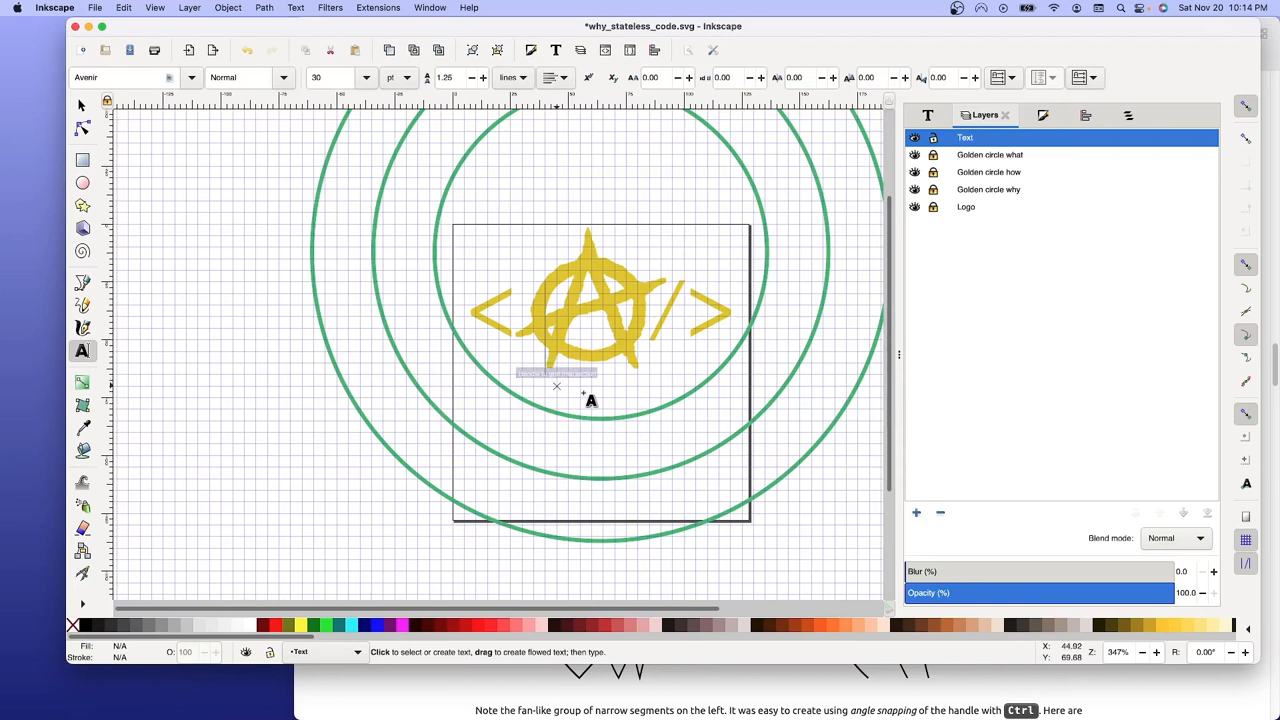 Inkscape File Edit View Layer Object Path Text Filters Extensions Window Help
Sat Nov 20 10:14 PM
*why_stateless_code.svg - Inkscape
Avenir Normal 30 pt 1.25 lines 0.00 0.00 0.00 0.00 0.00
Layers
Text
Golden circle what
Golden circle how
Golden circle why
Logo
< A />
Blend mode: Normal
Blur (%) 0.0
Opacity (%) 100.0
Fill: N/A
Stroke: N/A
O: 100
•Text
Click to select or create text, drag to create flowed text; then type.
X: 44.92
Y: 69.68
Z: 347%
R: 0.00°
Note the fan-like group of narrow segments on the left. It was easy to create using angle snapping of the handle with Ctrl. Here are